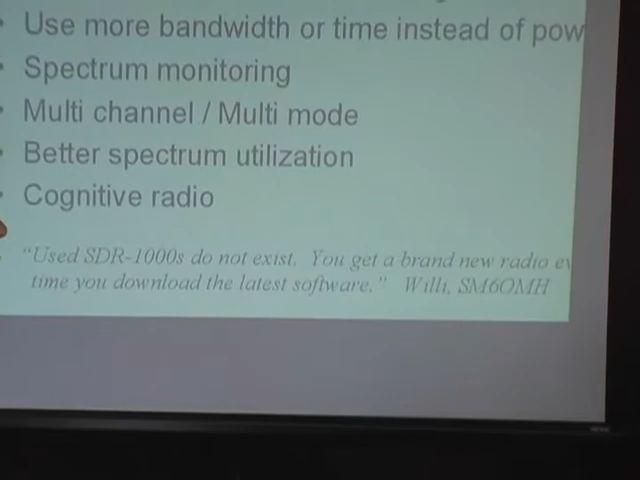 Use more bandwidth or time instead of pow
Spectrum monitoring
Multi channel / Multi mode
Better spectrum utilization
Cognitive radio
"Used SDR-1000s do not exist. You get a brand new radio ev
time you download the latest software." Willi, SM6OMH